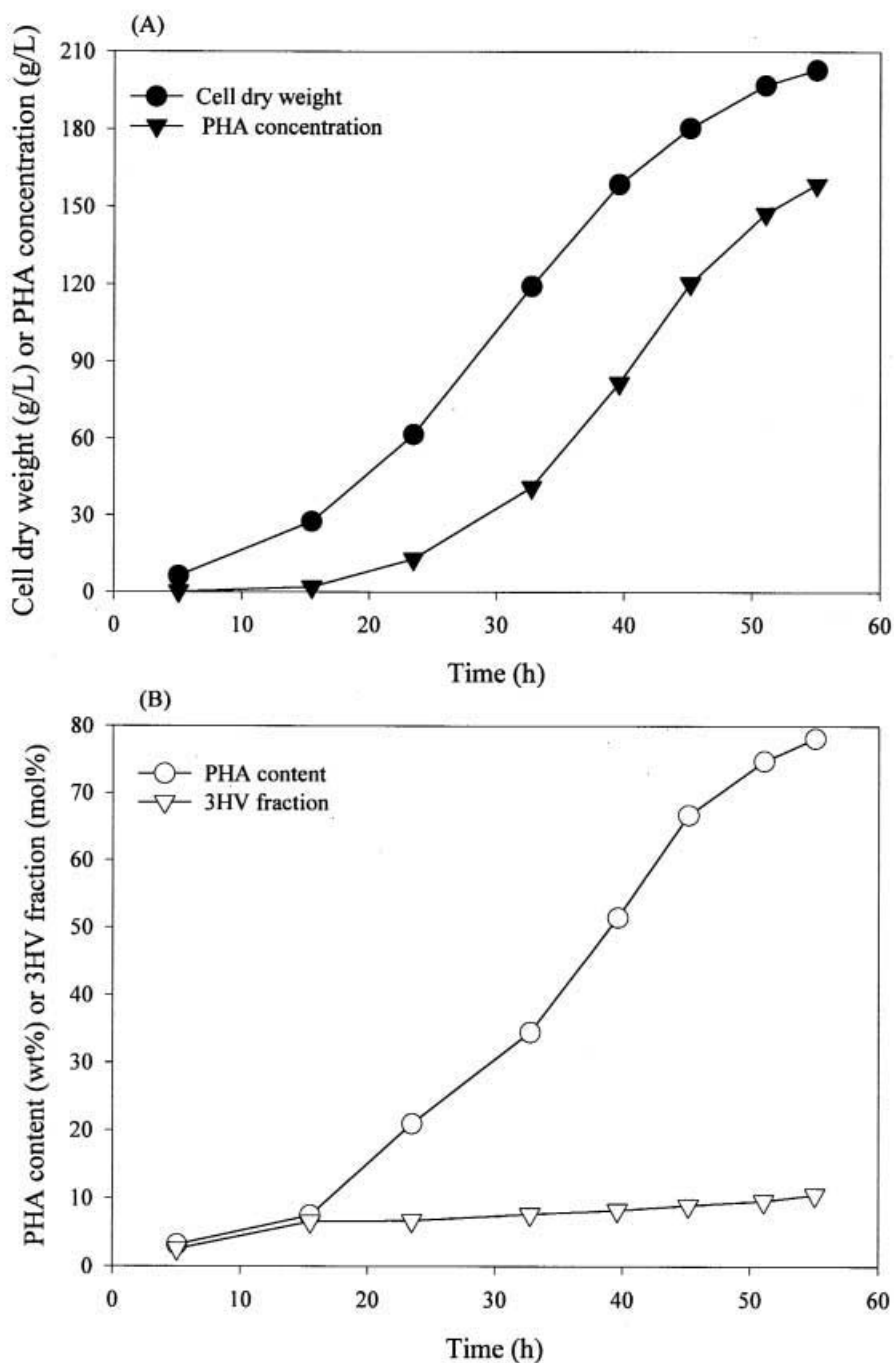 (A)
210
180
150
120
90
60
30
0
Cell dry weight (g/L) or PHA concentration (g/L)
Cell dry weight
PHA concentration
0 10 20 30 40 50 60
Time (h)
(B)
80
70
60
50
40
30
20
10
0
PHA content (wt%) or 3HV fraction (mol%)
PHA content
3HV fraction
0 10 20 30 40 50 60
Time (h)